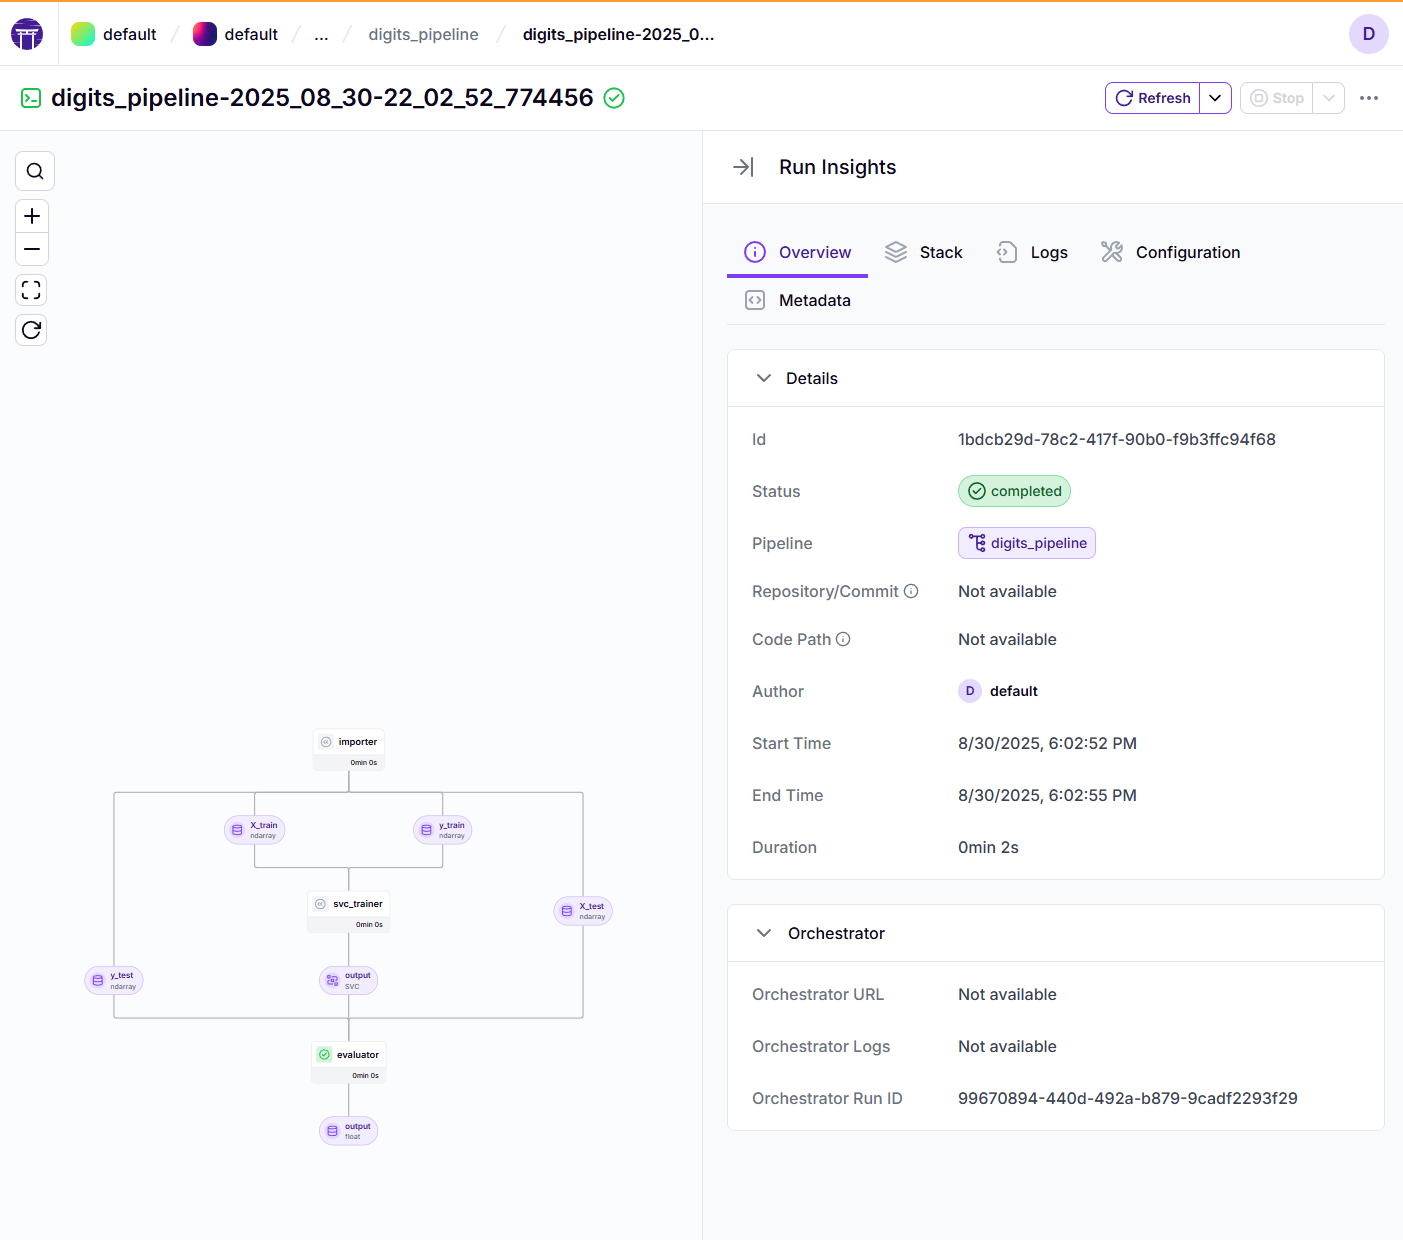 default / default / ... / digits_pipeline / digits_pipeline-2025_0...
D
digits_pipeline-2025_08_30-22_02_52_774456
Refresh
Stop
Run Insights
Overview
Stack
Logs
Configuration
Metadata
Details
Id 1bdcb29d-78c2-417f-90b0-f9b3ffc94f68
Status completed
Pipeline digits_pipeline
Repository/Commit Not available
Code Path Not available
Author D default
Start Time 8/30/2025, 6:02:52 PM
End Time 8/30/2025, 6:02:55 PM
Duration 0min 2s
Orchestrator
Orchestrator URL Not available
Orchestrator Logs Not available
Orchestrator Run ID 99670894-440d-492a-b879-9cadf2293f29
importer
0min 0s
X_train
ndarray
y_train
ndarray
svc_trainer
0min 0s
X_test
ndarray
y_test
ndarray
output
SVC
evaluator
0min 0s
output
float